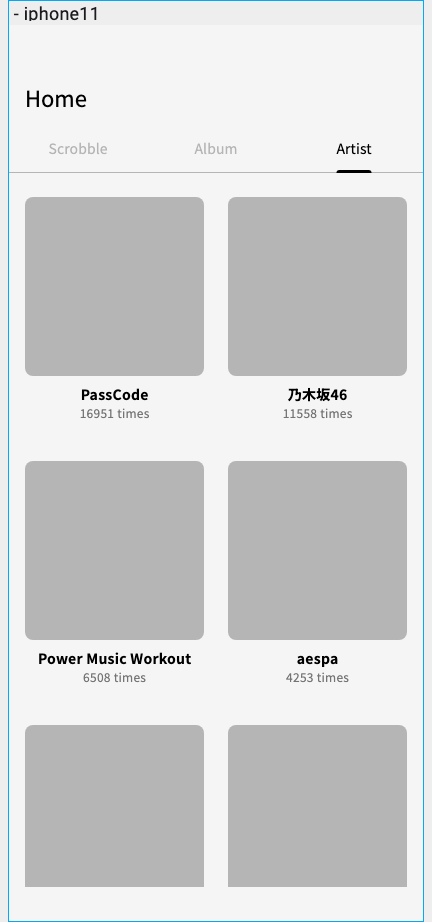 - iphone11
Home
Scrobble Album Artist
PassCode 乃木坂46
16951 times 11558 times
Power Music Workout aespa
6508 times 4253 times